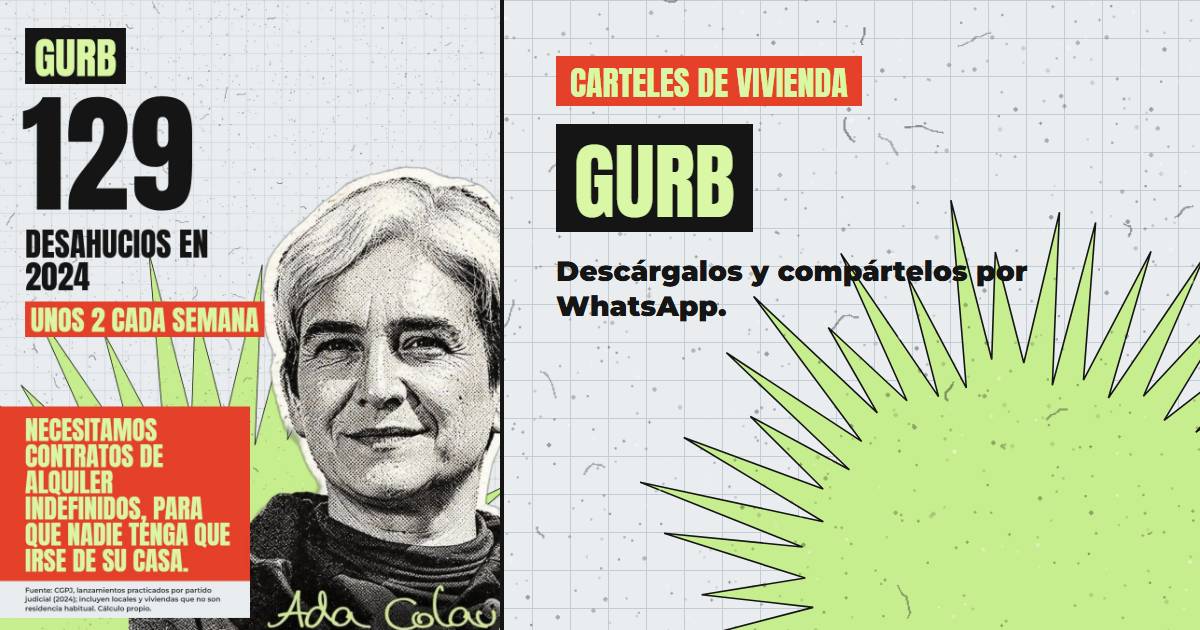 GURB
129
DESAHUCIOS EN
2024
UNOS 2 CADA SEMANA
NECESITAMOS
CONTRATOS DE
ALQUILER
INDEFINIDOS, PARA
QUE NADIE TENGA QUE
IRSE DE SU CASA.
Fuente: CGPJ, lanzamientos practicados por partido
judicial (2024); incluyen locales y viviendas que no son
residencia habitual. Cálculo propio.
Ada Colau
CARTELES DE VIVIENDA
GURB
Descárgalos y compártelos por
WhatsApp.